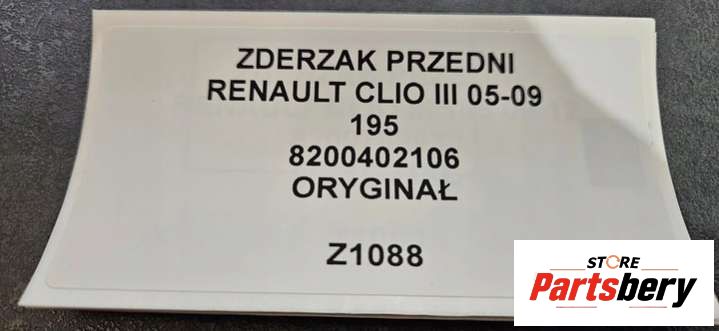 ZDERZAK PRZEDNI
RENAULT CLIO III 05-09
195
8200402106
ORYGINAŁ
Z1088
STORE
Partsbery